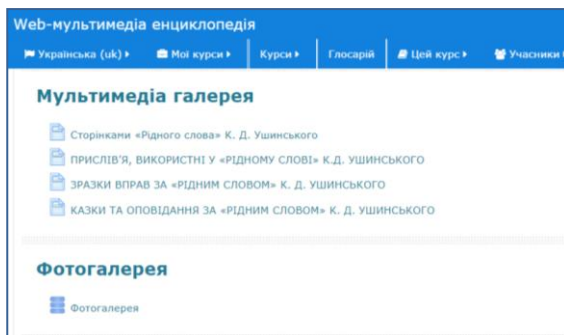 Web-мультимедіа енциклопедія
Українська (uk) Мої курси Курси Глосарій Цей курс Учасники
Мультимедіа галерея
Сторінками «Рідного слова» К. Д. Ушинського
ПРИСЛІВ'Я, ВИКОРИСТНІ У «РІДНОМУ СЛОВІ» К.Д. УШИНСЬКОГО
ЗРАЗКИ ВПРАВ ЗА «РІДНИМ СЛОВОМ» К. Д. УШИНСЬКОГО
КАЗКИ ТА ОПОВІДАННЯ ЗА «РІДНИМ СЛОВОМ» К. Д. УШИНСЬКОГО
Фотогалерея
Фотогалерея